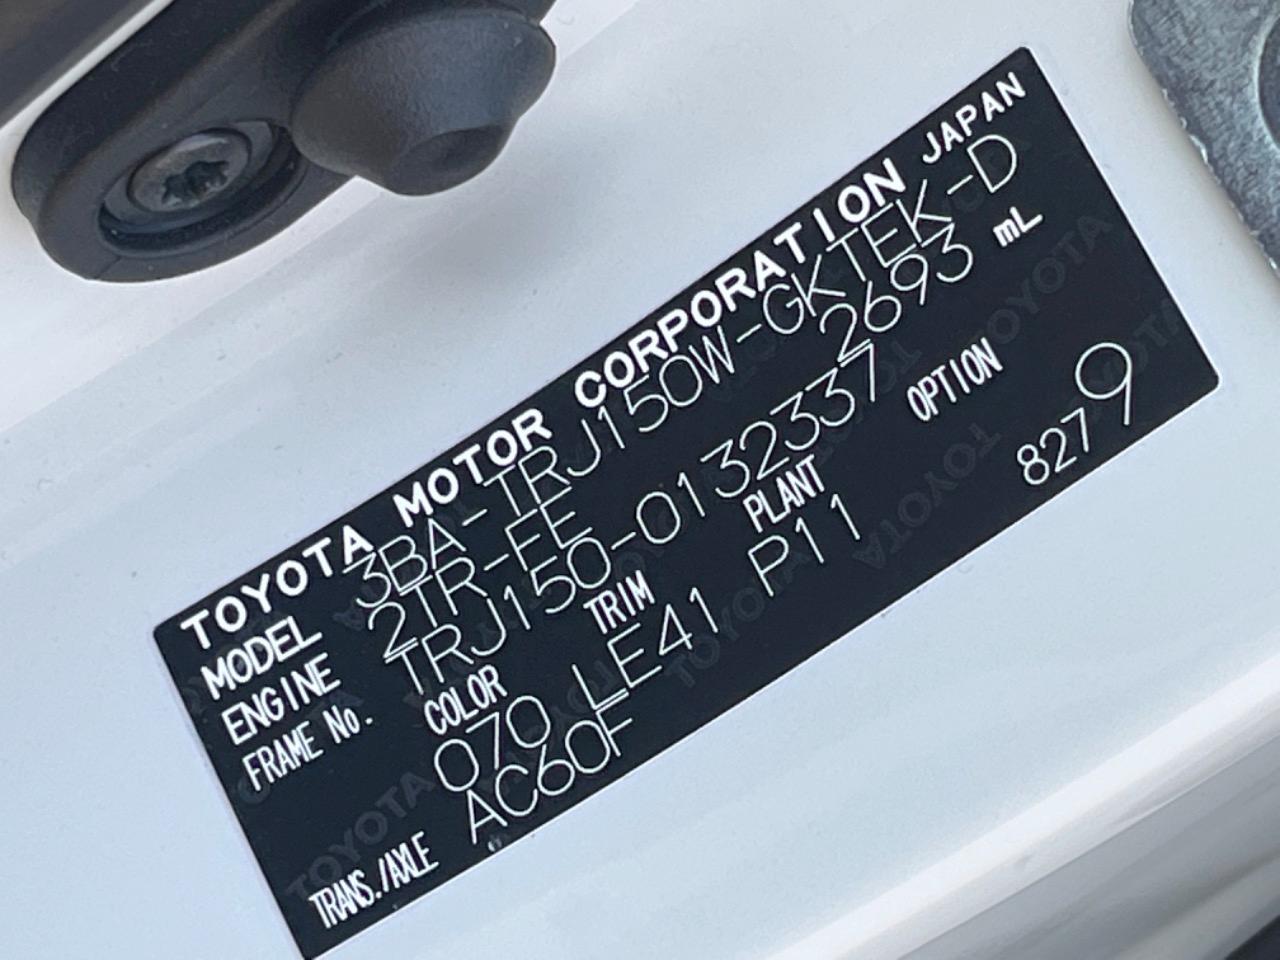 TOYOTA MOTOR CORPORATION JAPAN
MODEL 3BA-TRJ150W-GKTEK-D
ENGINE 2TR-FE 2693 mL
FRAME No. TRJ150-0132337
COLOR TRIM PLANT OPTION
070 LE41 P11 8279
TRANS./AXLE AC60F